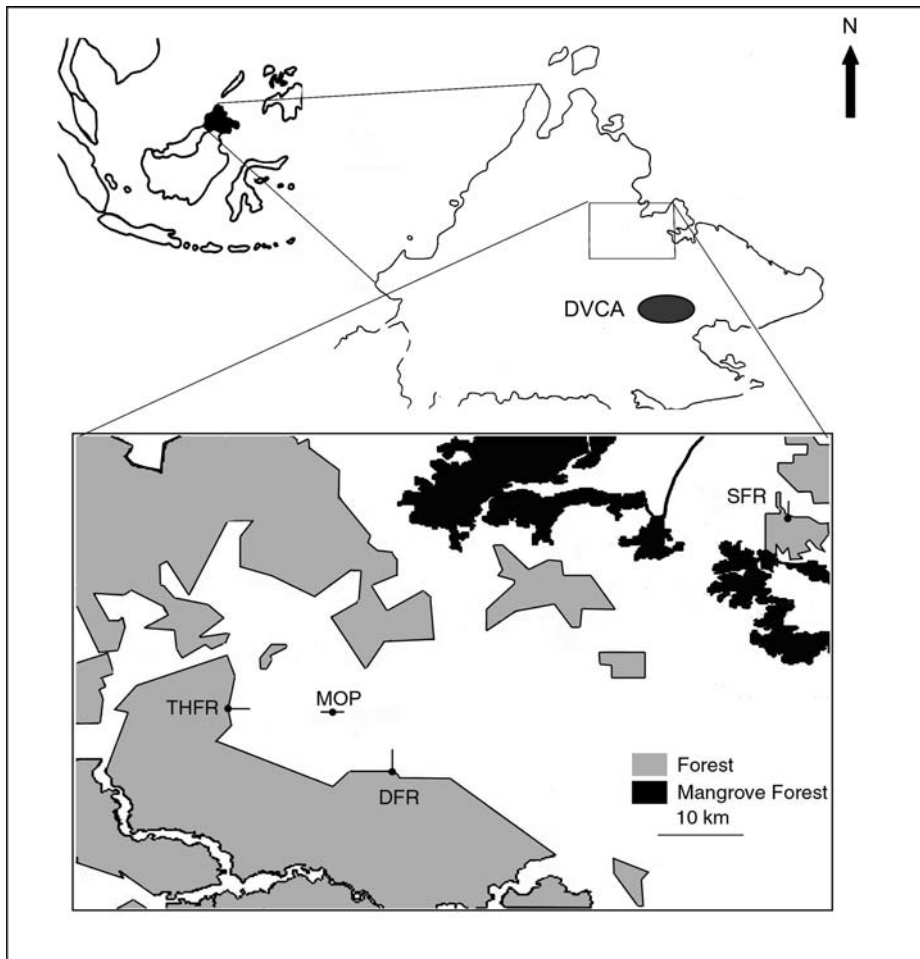 N
DVCA
SFR
THFR
MOP
DFR
Forest
Mangrove Forest
10 km